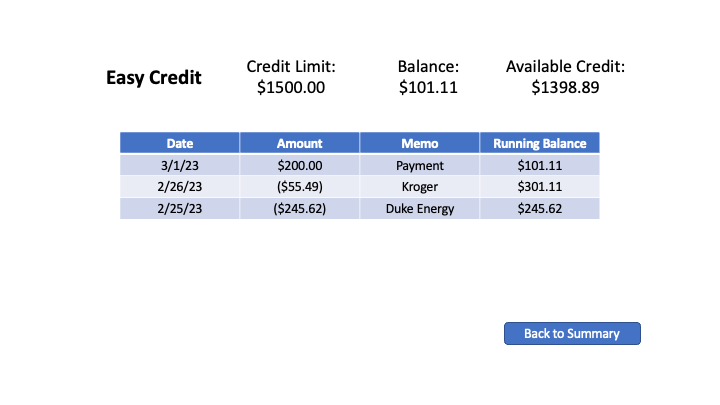 Easy Credit
Credit Limit:
$1500.00
Balance:
$101.11
Available Credit:
$1398.89
Date Amount Memo Running Balance
3/1/23 $200.00 Payment $101.11
2/26/23 ($55.49) Kroger $301.11
2/25/23 ($245.62) Duke Energy $245.62
Back to Summary